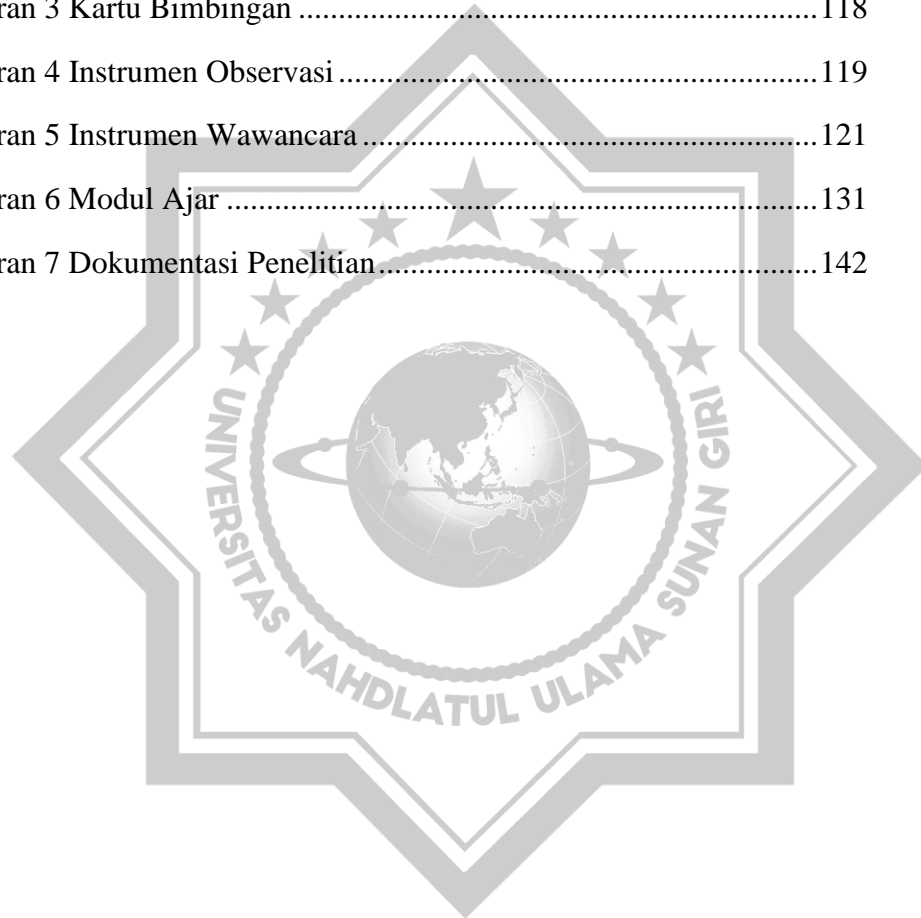 ran 3 Kartu Bimbingan ........................................................... 118
ran 4 Instrumen Observasi ....................................................... 119
ran 5 Instrumen Wawancara .................................................... 121
ran 6 Modul Ajar .................................................................... 131
ran 7 Dokumentasi Penelitian ................................................... 142
UNIVERSITAS NAHDLATUL ULAMA SUNAN GIRI